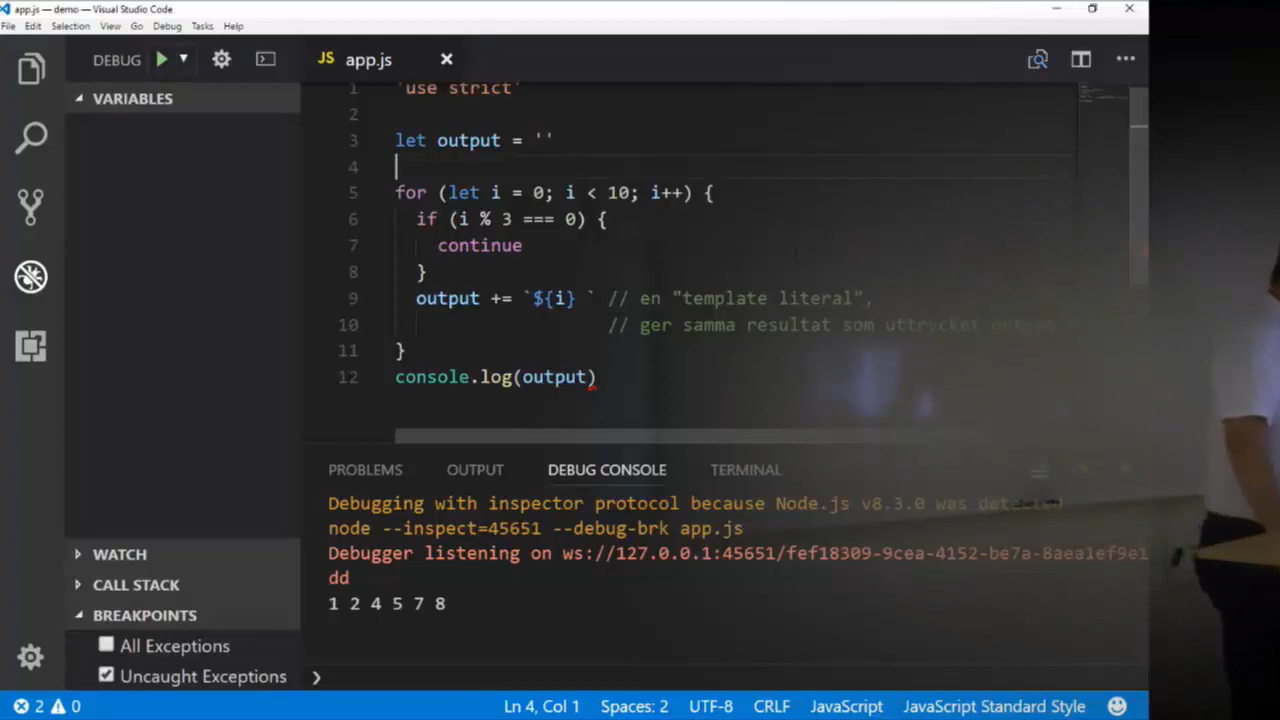 app.js — demo — Visual Studio Code
File Edit Selection View Go Debug Tasks Help
DEBUG
JS app.js
VARIABLES
1 'use strict'
2
3 let output = ''
4
5 for (let i = 0; i < 10; i++) {
6 if (i % 3 === 0) {
7 continue
8 }
9 output += `${i} ` // en "template literal",
10 // ger samma resultat som uttrycket output
11 }
12 console.log(output)
PROBLEMS OUTPUT DEBUG CONSOLE TERMINAL
Debugging with inspector protocol because Node.js v8.3.0 was detected
node --inspect=45651 --debug-brk app.js
Debugger listening on ws://127.0.0.1:45651/fef18309-9cea-4152-be7a-8aea1ef9e1
dd
1 2 4 5 7 8
WATCH
CALL STACK
BREAKPOINTS
All Exceptions
Uncaught Exceptions
2 0
Ln 4, Col 1 Spaces: 2 UTF-8 CRLF JavaScript JavaScript Standard Style